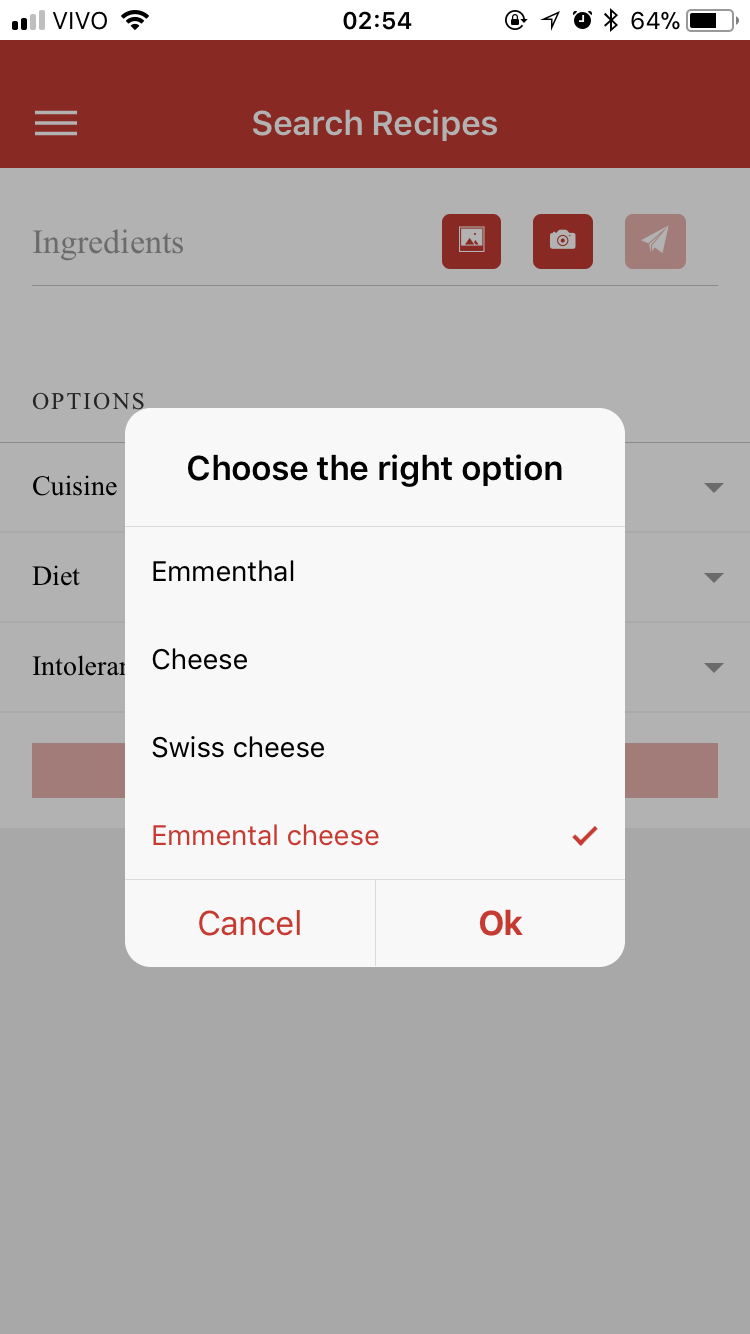 VIVO 02:54 64%
Search Recipes
Ingredients
OPTIONS
Choose the right option
Cuisine
Emmenthal
Diet
Cheese
Swiss cheese
Emmental cheese
Cancel Ok